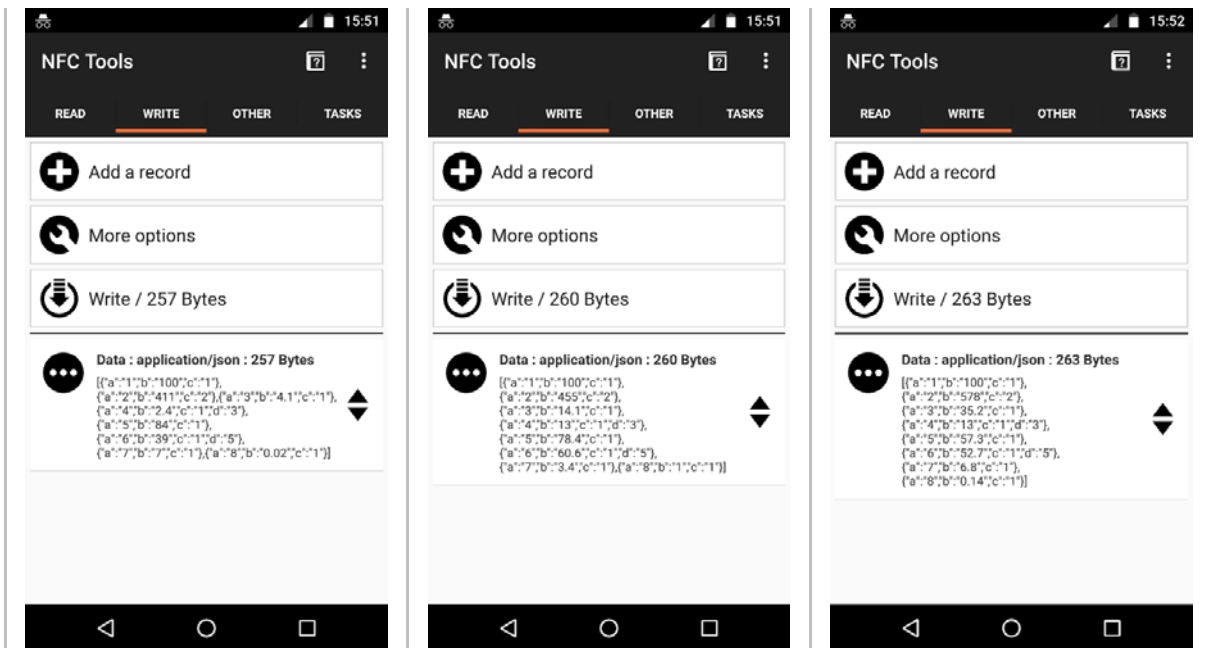 15:51
NFC Tools
READ WRITE OTHER TASKS
Add a record
More options
Write / 257 Bytes
Data : application/json : 257 Bytes
[{"a":"1","b":"100","c":"1"},
{"a":"2","b":"411","c":"2"},{"a":"3","b":"4.1","c":"1"},
{"a":"4","b":"2.4","c":"1","d":"3"},
{"a":"5","b":"84","c":"1"},
{"a":"6","b":"39","c":"1","d":"5"},
{"a":"7","b":"7","c":"1"},{"a":"8","b":"0.02","c":"1"}]
15:51
NFC Tools
READ WRITE OTHER TASKS
Add a record
More options
Write / 260 Bytes
Data : application/json : 260 Bytes
[{"a":"1","b":"100","c":"1"},
{"a":"2","b":"455","c":"2"},
{"a":"3","b":"14.1","c":"1"},
{"a":"4","b":"13","c":"1","d":"3"},
{"a":"5","b":"78.4","c":"1"},
{"a":"6","b":"60.6","c":"1","d":"5"},
{"a":"7","b":"3.4","c":"1"},{"a":"8","b":"1","c":"1"}]
15:52
NFC Tools
READ WRITE OTHER TASKS
Add a record
More options
Write / 263 Bytes
Data : application/json : 263 Bytes
[{"a":"1","b":"100","c":"1"},
{"a":"2","b":"578","c":"2"},
{"a":"3","b":"35.2","c":"1"},
{"a":"4","b":"13","c":"1","d":"3"},
{"a":"5","b":"57.3","c":"1"},
{"a":"6","b":"52.7","c":"1","d":"5"},
{"a":"7","b":"6.8","c":"1"},
{"a":"8","b":"0.14","c":"1"}]